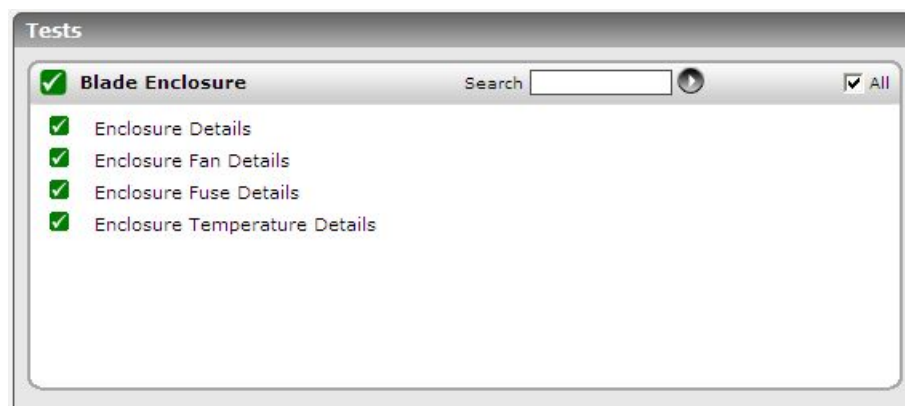 Tests
Blade Enclosure Search All
Enclosure Details
Enclosure Fan Details
Enclosure Fuse Details
Enclosure Temperature Details